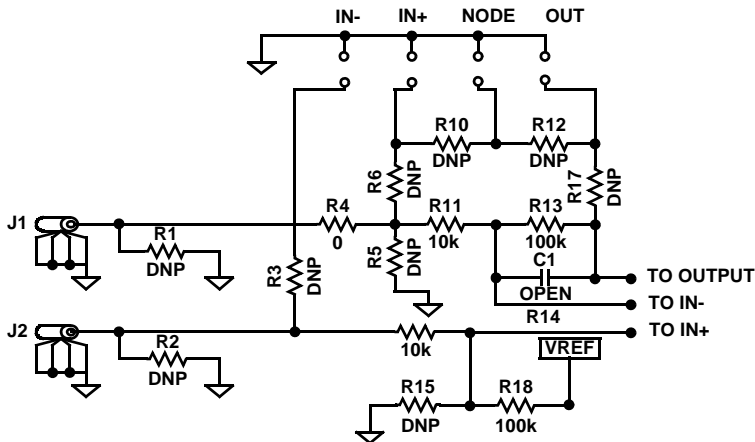 IN- IN+ NODE OUT
R10 R12
DNP DNP
R6 DNP
R17 DNP
J1
R1
DNP
R4
0
R11
10k
R13
100k
R5 DNP
R3 DNP
C1
OPEN
TO OUTPUT
TO IN-
R14
10k
TO IN+
J2
R2
DNP
VREF
R15
DNP
R18
100k